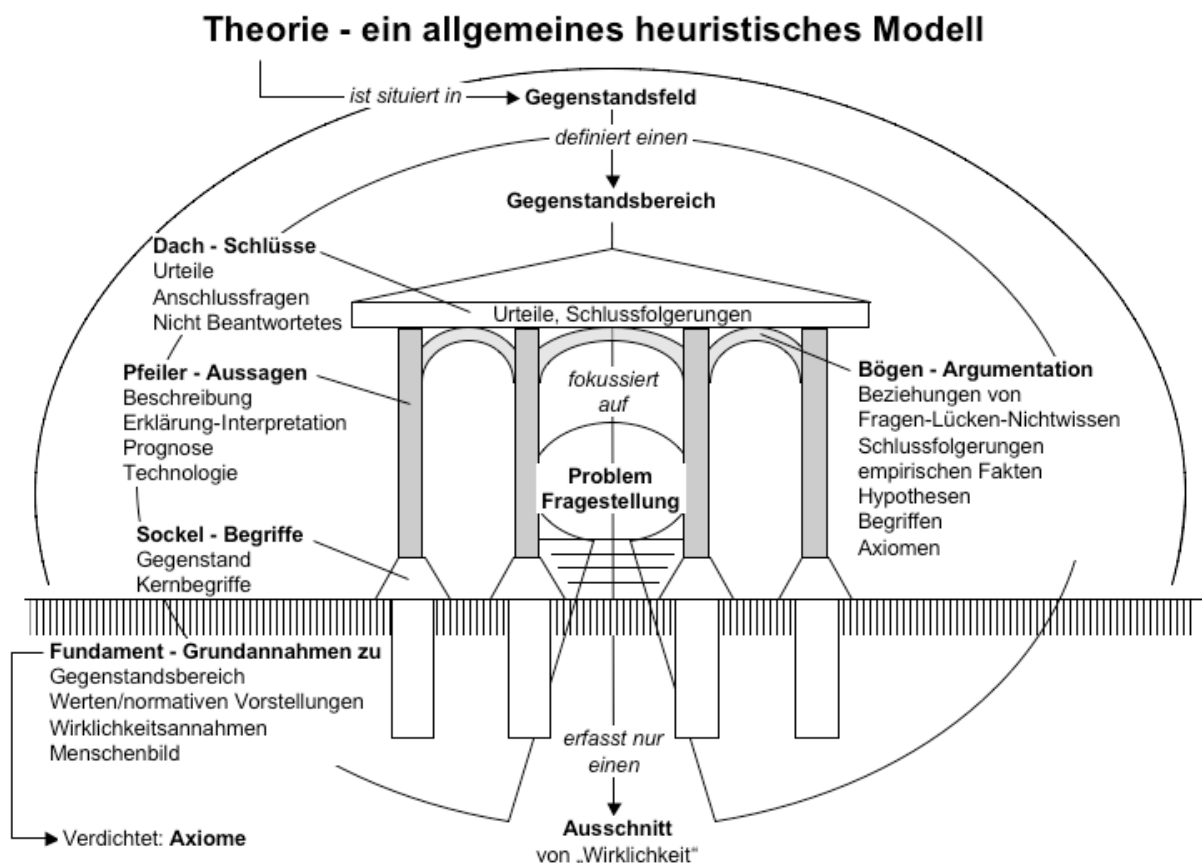 Theorie - ein allgemeines heuristisches Modell
ist situiert in
Gegenstandsfeld
definiert einen
Gegenstandsbereich
Dach - Schlüsse
Urteile
Anschlussfragen
Nicht Beantwortetes
Urteile, Schlussfolgerungen
Pfeiler - Aussagen
Beschreibung
Erklärung-Interpretation
Prognose
Technologie
fokussiert
auf
Problem
Fragestellung
Bögen - Argumentation
Beziehungen von
Fragen-Lücken-Nichtwissen
Schlussfolgerungen
empirischen Fakten
Hypothesen
Begriffen
Axiomen
Sockel - Begriffe
Gegenstand
Kernbegriffe
Fundament - Grundannahmen zu
Gegenstandsbereich
Werten/normativen Vorstellungen
Wirklichkeitsannahmen
Menschenbild
Verdichtet: Axiome
erfasst nur
einen
Ausschnitt
von „Wirklichkeit“